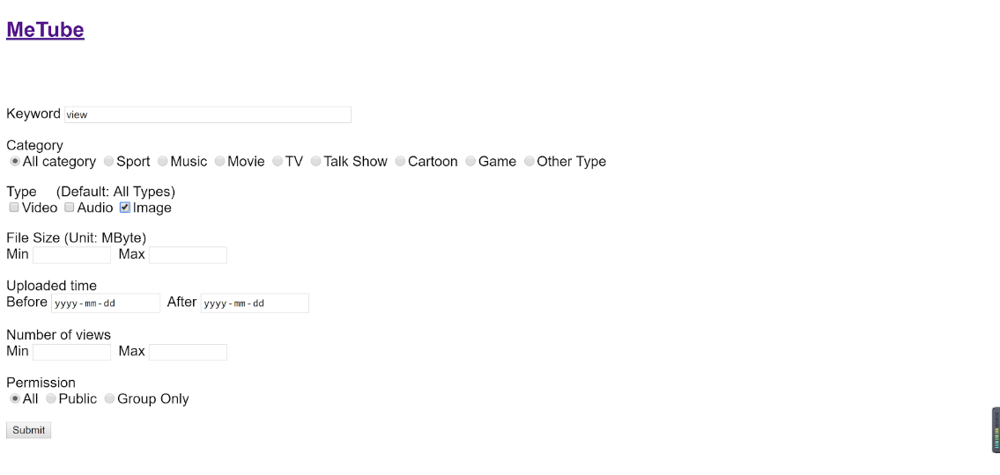 MeTube
Keyword view
Category
All category Sport Music Movie TV Talk Show Cartoon Game Other Type
Type (Default: All Types)
Video Audio Image
File Size (Unit: MByte)
Min Max
Uploaded time
Before yyyy-mm-dd After yyyy-mm-dd
Number of views
Min Max
Permission
All Public Group Only
Submit